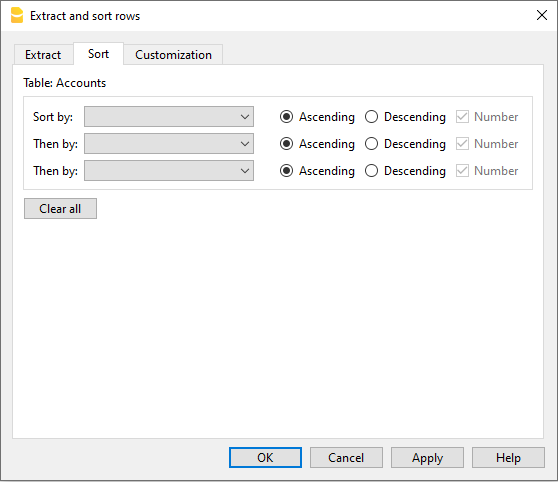 Extract and sort rows
Extract Sort Customization
Table: Accounts
Sort by: Ascending Descending Number
Then by: Ascending Descending Number
Then by: Ascending Descending Number
Clear all
OK Cancel Apply Help